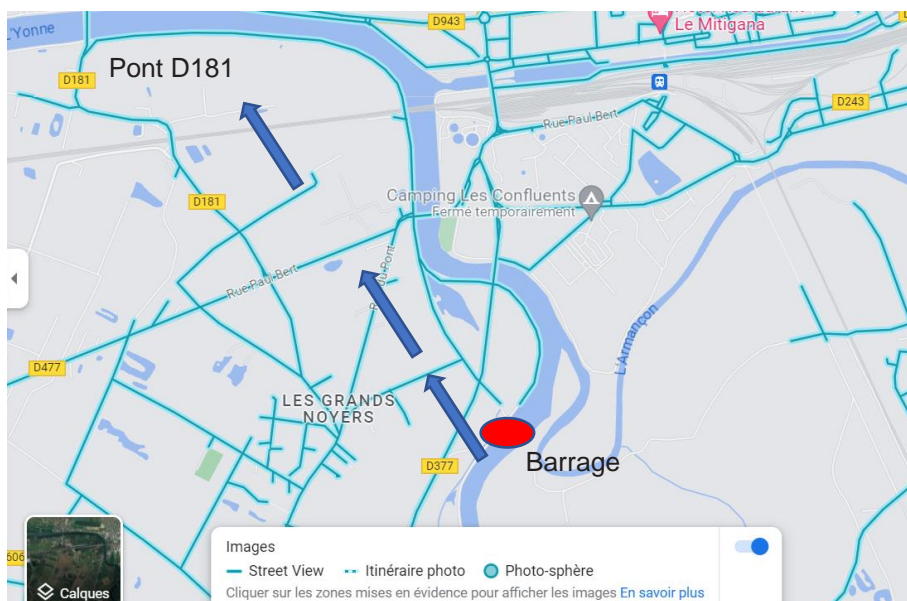 L'Yonne
D943
Le Mitigana
Pont D181
D181
D243
Rue Paul Bert
D181
Camping Les Confluents
Fermé temporairement
Rue Paul Bert
du Pont
L'Armançon
D477
LES GRANDS
NOYERS
D377
Barrage
606
Images
Street View
Itinéraire photo
Photo-sphère
Calques
Cliquer sur les zones mises en évidence pour afficher les images En savoir plus